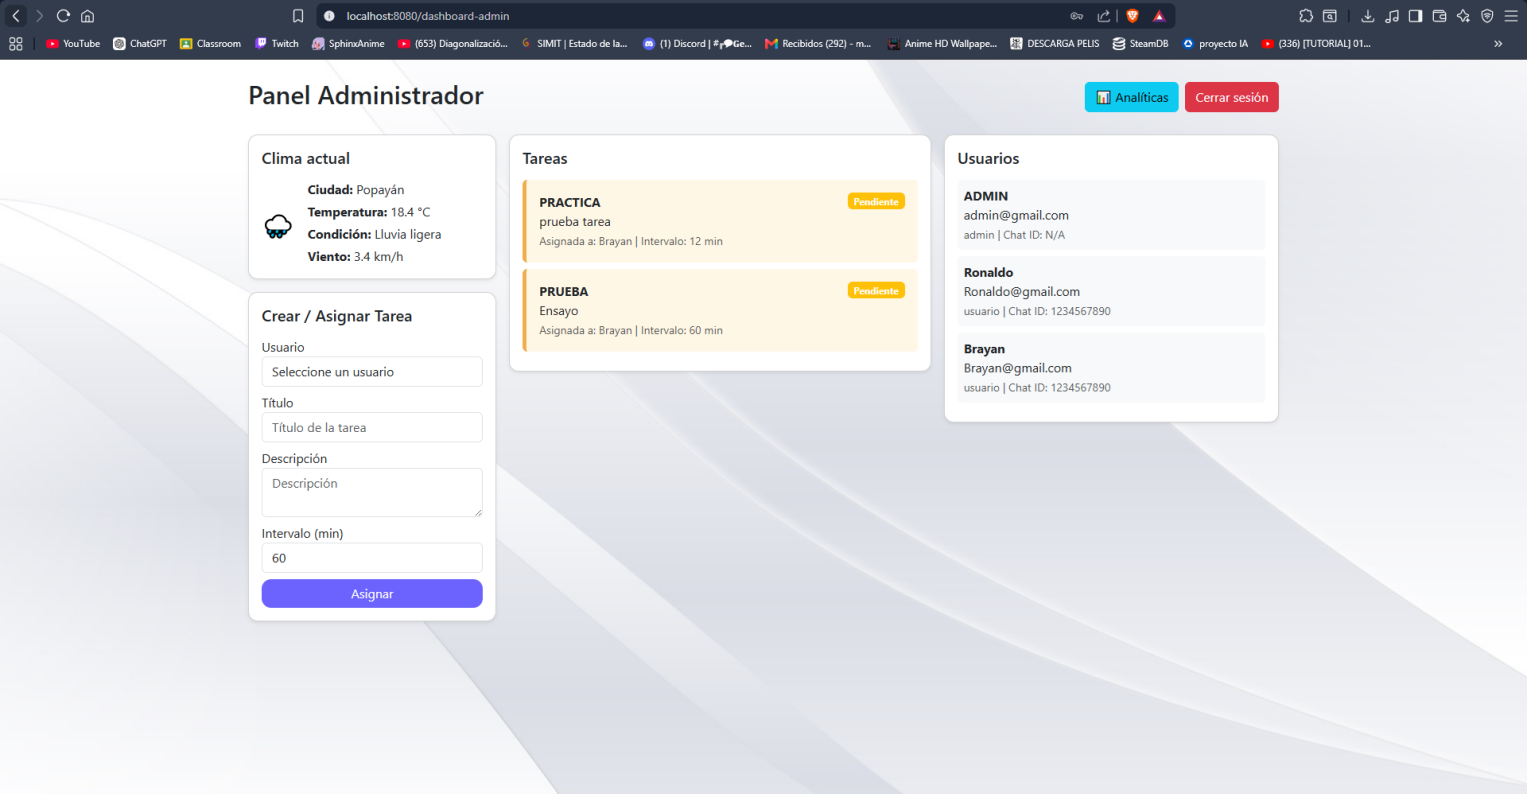 localhost:8080/dashboard-admin
YouTube
ChatGPT
Classroom
Twitch
SphinxAnime
(653) Diagonalizació...
SIMIT | Estado de la...
(1) Discord | #
Recibidos (292) - m...
Anime HD Wallpape...
DESCARGA PELIS
SteamDB
proyecto IA
(336) [TUTORIAL] 01...
»
Panel Administrador
Analíticas
Cerrar sesión
Clima actual
Ciudad: Popayán
Temperatura: 18.4 °C
Condición: Lluvia ligera
Viento: 3.4 km/h
Crear / Asignar Tarea
Usuario
Seleccione un usuario
Título
Título de la tarea
Descripción
Descripción
Intervalo (min)
60
Asignar
Tareas
PRACTICA
Pendiente
prueba tarea
Asignada a: Brayan | Intervalo: 12 min
PRUEBA
Pendiente
Ensayo
Asignada a: Brayan | Intervalo: 60 min
Usuarios
ADMIN
admin@gmail.com
admin | Chat ID: N/A
Ronaldo
Ronaldo@gmail.com
usuario | Chat ID: 1234567890
Brayan
Brayan@gmail.com
usuario | Chat ID: 1234567890